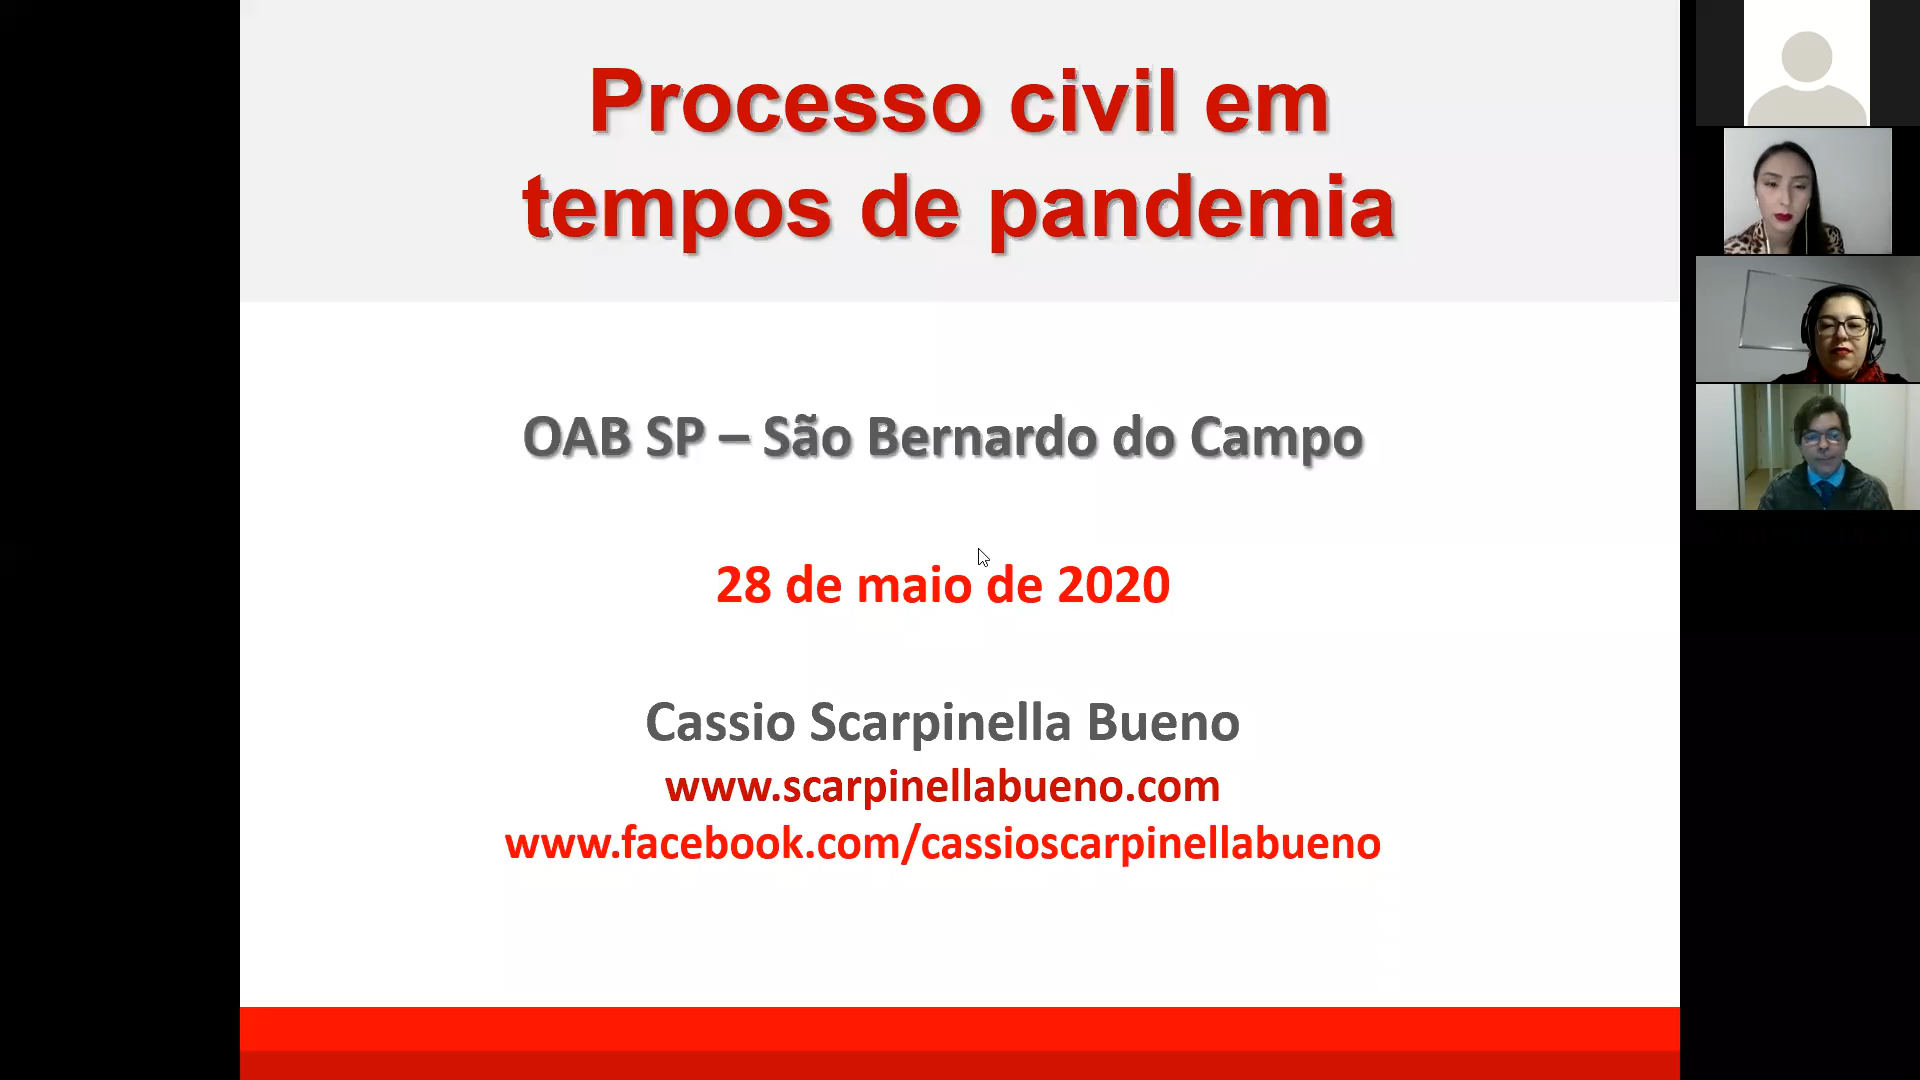 Processo civil em
tempos de pandemia
OAB SP – São Bernardo do Campo
28 de maio de 2020
Cassio Scarpinella Bueno
www.scarpinellabueno.com
www.facebook.com/cassioscarpinellabueno